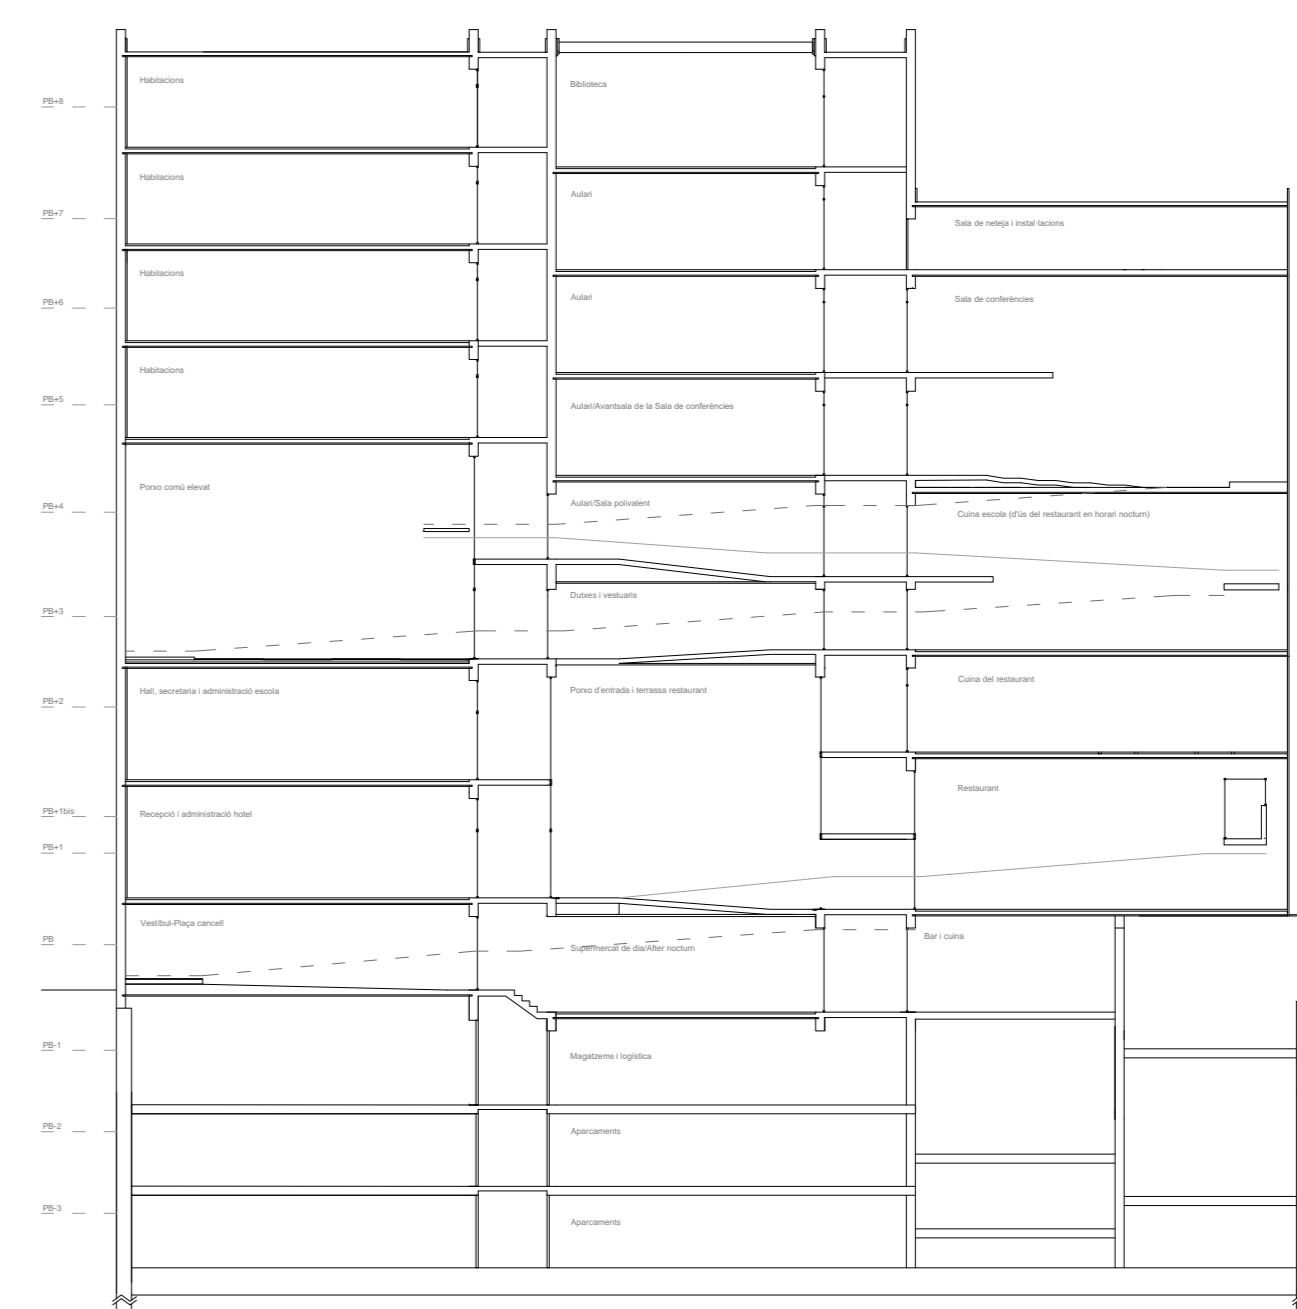 PB+8
Habitacions
Biblioteca
PB+7
Habitacions
Aulari
Sala de neteja i instal·lacions
PB+6
Habitacions
Aulari
Sala de conferències
PB+5
Habitacions
Aulari/Avantsala de la Sala de conferències
PB+4
Porxo comú elevat
Aulari/Sala polivalent
Cuina escola (d'ús del restaurant en horari nocturn)
PB+3
Dutxes i vestuaris
PB+2
Hall, secretaria i administració escola
Porxo d'entrada i terrassa restaurant
Cuina del restaurant
PB+1bis
Recepció i administració hotel
Restaurant
PB+1
PB
Vestíbul-Plaça cancell
Supermercat de dia/After nocturn
Bar i cuina
PB-1
Magatzems i logística
PB-2
Aparcaments
PB-3
Aparcaments